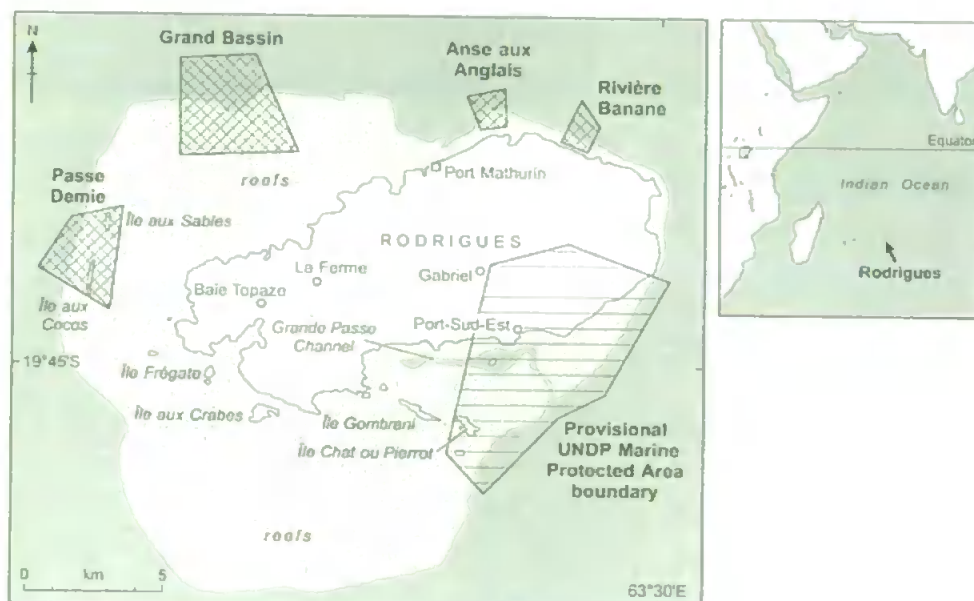 N
Grand Bassin
Anse aux
Anglais
Rivière
Banane
Port Mathurin
reefs
Passe
Demie
Île aux Sables
RODRIGUES
La Ferme
Gabriel
Baie Topaze
Île aux
Cocos
Grande Passe
Channel
Port-Sud-Est
19°45'S
Île Frégate
Île aux Crabes
Île Gombrani
Île Chat ou Pierrot
Provisional
UNDP Marine
Protected Area
boundary
reefs
0 km 5
63°30'E
Equator
Indian Ocean
Rodrigues